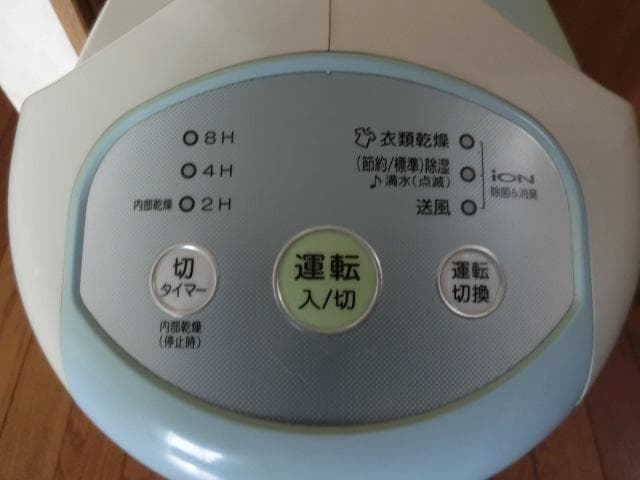 8H
4H
内部乾燥 2H
衣類乾燥
(節約/標準)除湿
♪満水(点滅)
送風
iON
除菌&消臭
切
タイマー
内部乾燥
(停止時)
運転
入/切
運転
切換